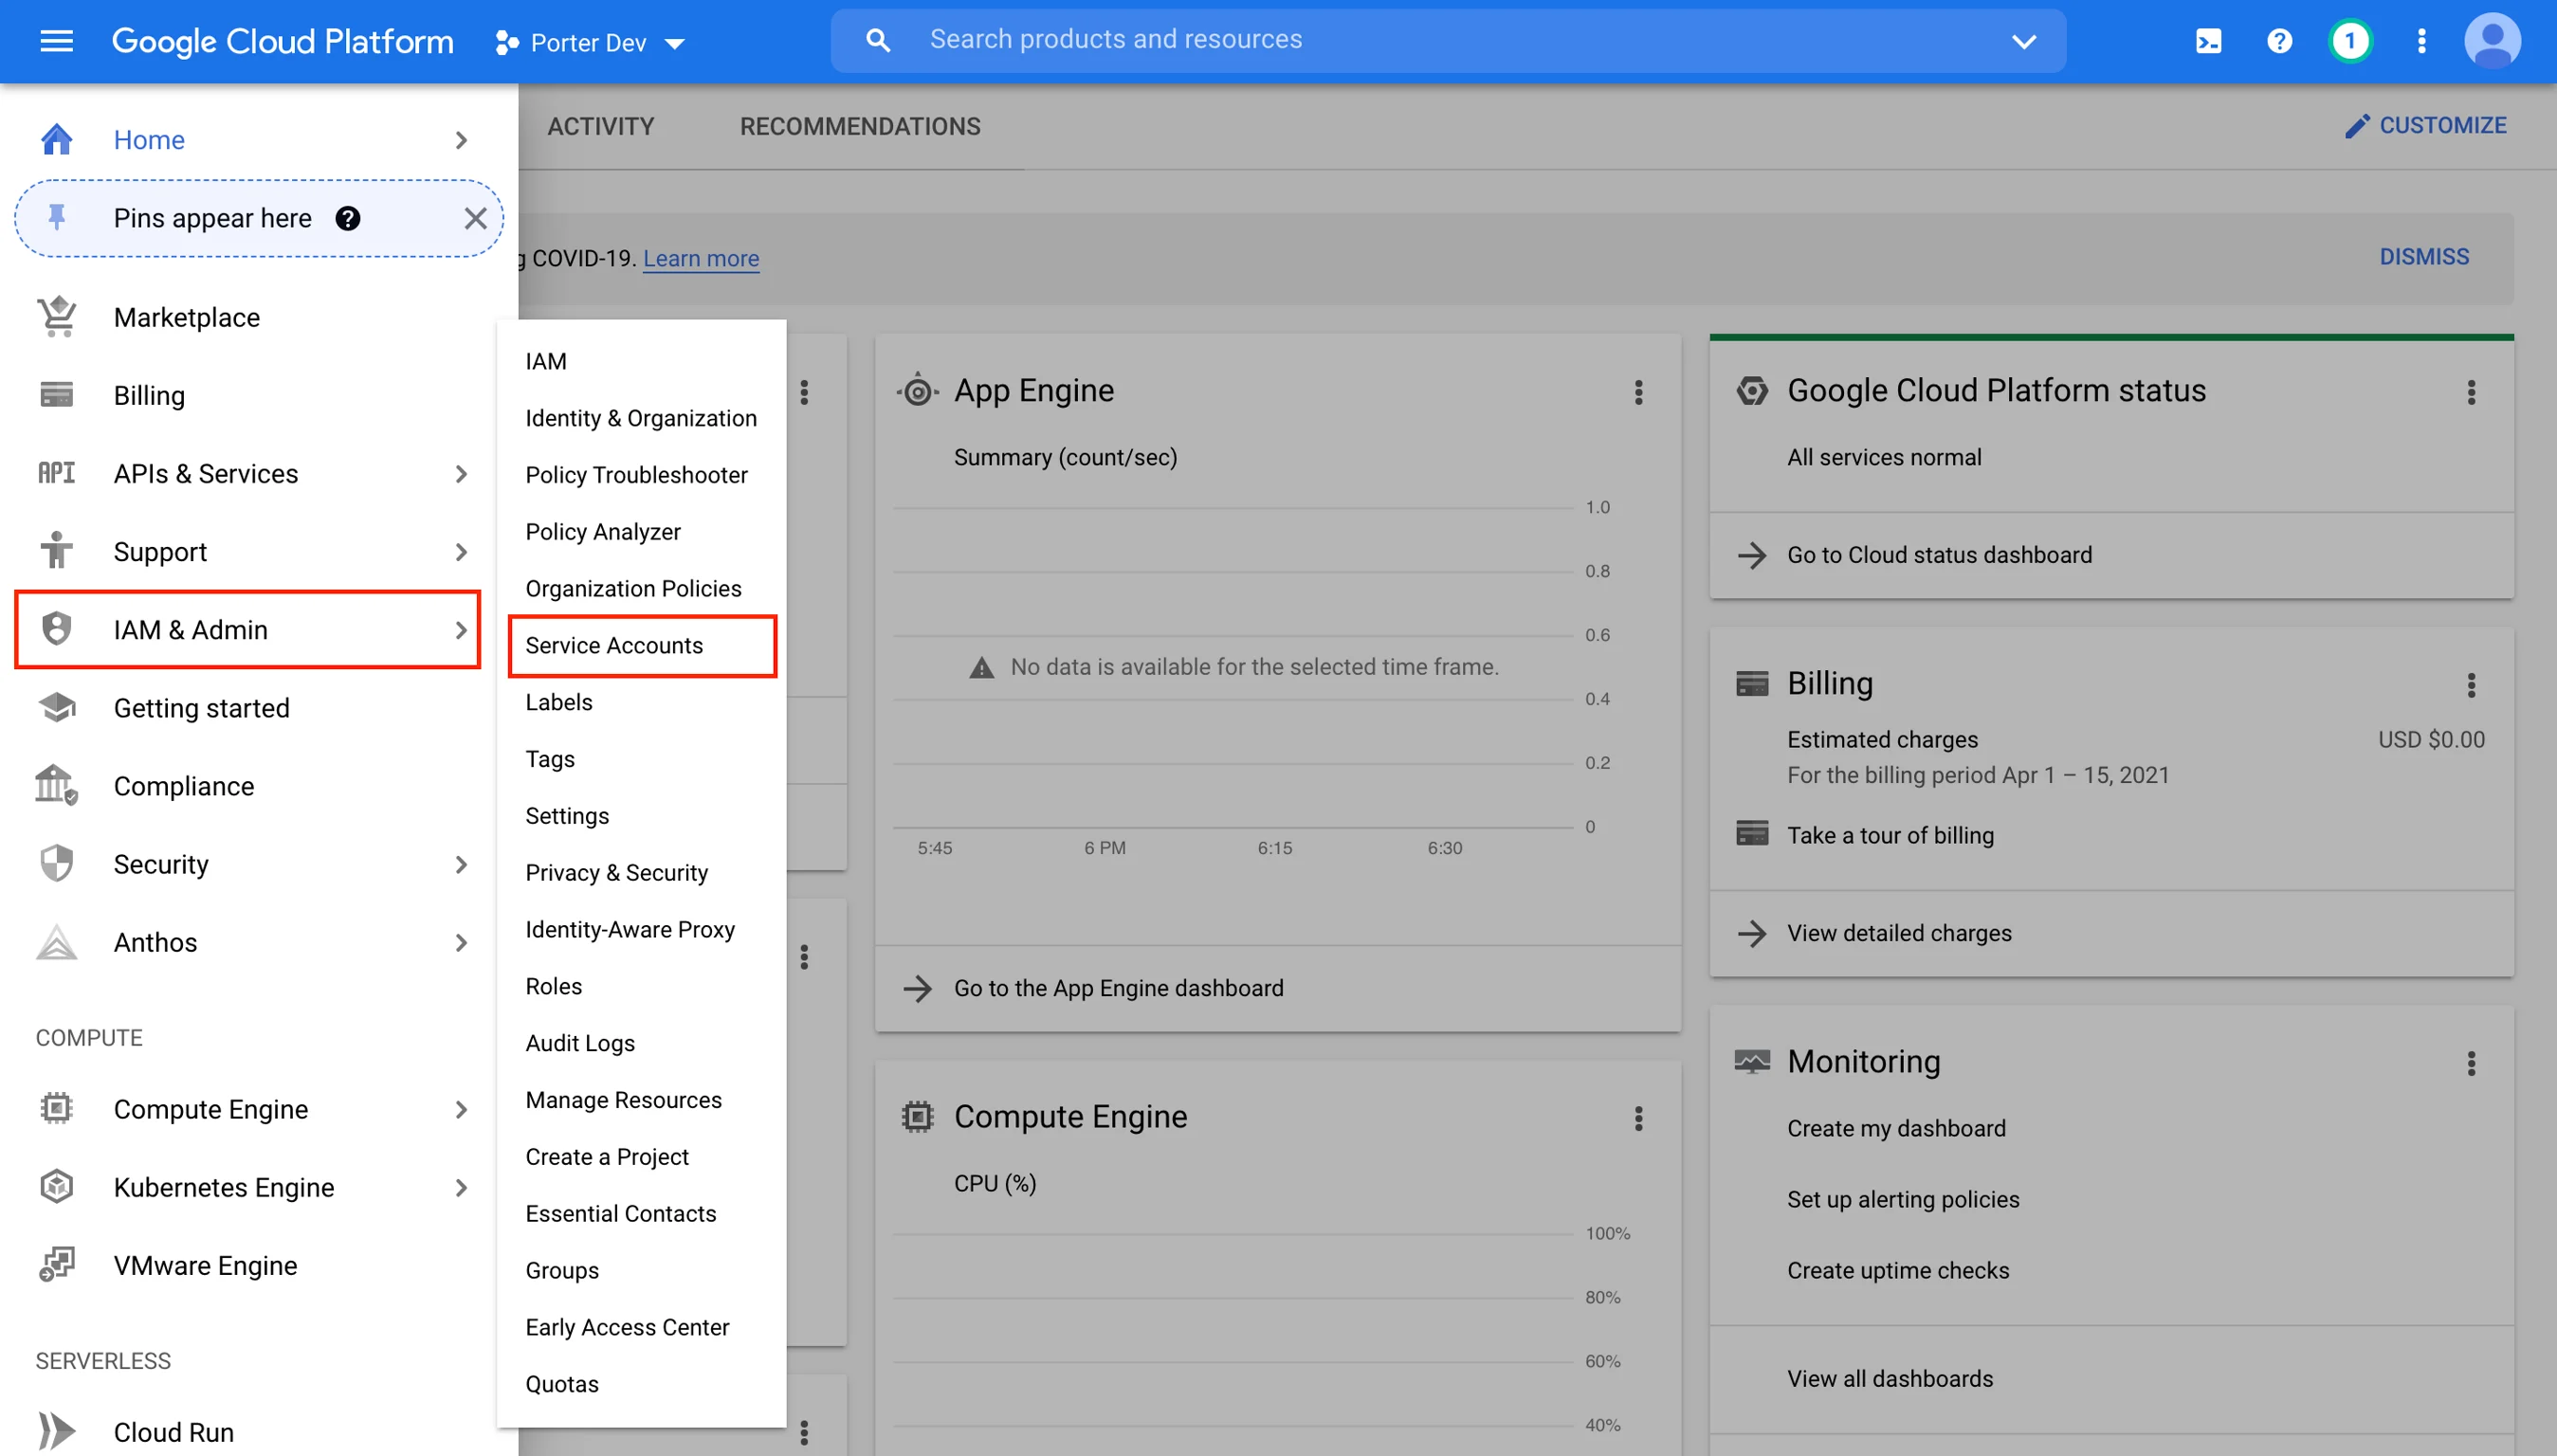 Google Cloud Platform
Porter Dev
Search products and resources
1
Home
Pins appear here
Marketplace
Billing
API
APIs & Services
Support
IAM & Admin
Getting started
Compliance
Security
Anthos
COMPUTE
Compute Engine
Kubernetes Engine
VMware Engine
SERVERLESS
Cloud Run
IAM
Identity & Organization
Policy Troubleshooter
Policy Analyzer
Organization Policies
Service Accounts
Labels
Tags
Settings
Privacy & Security
Identity-Aware Proxy
Roles
Audit Logs
Manage Resources
Create a Project
Essential Contacts
Groups
Early Access Center
Quotas
ACTIVITY
RECOMMENDATIONS
CUSTOMIZE
g COVID-19. Learn more
DISMISS
App Engine
Summary (count/sec)
1.0
0.8
0.6
No data is available for the selected time frame.
0.4
0.2
0
5:45 6 PM 6:15 6:30
Go to the App Engine dashboard
Compute Engine
CPU (%)
100%
80%
60%
40%
Google Cloud Platform status
All services normal
Go to Cloud status dashboard
Billing
Estimated charges USD $0.00
For the billing period Apr 1 – 15, 2021
Take a tour of billing
View detailed charges
Monitoring
Create my dashboard
Set up alerting policies
Create uptime checks
View all dashboards